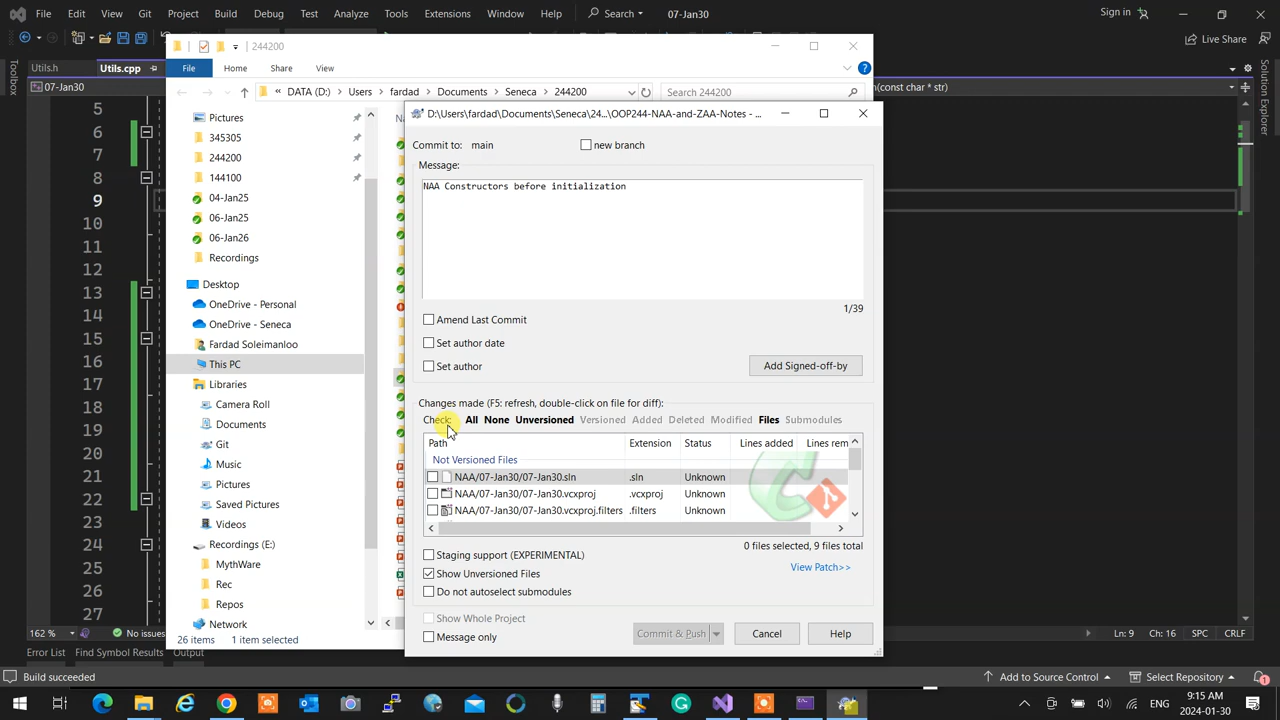 File Edit View Git Project Build Debug Test Analyze Tools Extensions Window Help Search 07-Jan30 Sign in
Live Share
Utils.h Utils.cpp
07-Jan30
(const char * str)
Toolbox
Solution Explorer
244200
File Home Share View
« DATA (D:) > Users > fardad > Documents > Seneca > 244200
Search 244200
Pictures
345305
244200
144100
04-Jan25
06-Jan25
06-Jan26
Recordings
Desktop
OneDrive - Personal
OneDrive - Seneca
Fardad Soleimanloo
This PC
Libraries
Camera Roll
Documents
Git
Music
Pictures
Saved Pictures
Videos
Recordings (E:)
MythWare
Rec
Repos
Network
26 items 1 item selected
5
6
7
8
9
10
11
12
13
14
15
16
17
18
19
20
21
22
23
24
25
26
27
D:\Users\fardad\Documents\Seneca\24...\OOP244-NAA-and-ZAA-Notes - ...
Commit to: main new branch
Message:
NAA Constructors before initialization
1/39
Amend Last Commit
Set author date
Set author
Add Signed-off-by
Changes made (F5: refresh, double-click on file for diff):
Check: All None Unversioned Versioned Added Deleted Modified Files Submodules
Path Extension Status Lines added Lines rem
Not Versioned Files
NAA/07-Jan30/07-Jan30.sln .sln Unknown
NAA/07-Jan30/07-Jan30.vcxproj .vcxproj Unknown
NAA/07-Jan30/07-Jan30.vcxproj.filters .filters Unknown
0 files selected, 9 files total
Staging support (EXPERIMENTAL)
View Patch>>
Show Unversioned Files
Do not autoselect submodules
Show Whole Project
Message only
Commit & Push Cancel Help
162 % No issues Ln: 9 Ch: 16 SPC CRLF
Error List Find Symbol Results Output
Build succeeded Add to Source Control Select Repository 1
ENG 9:15 AM
2024-01-30